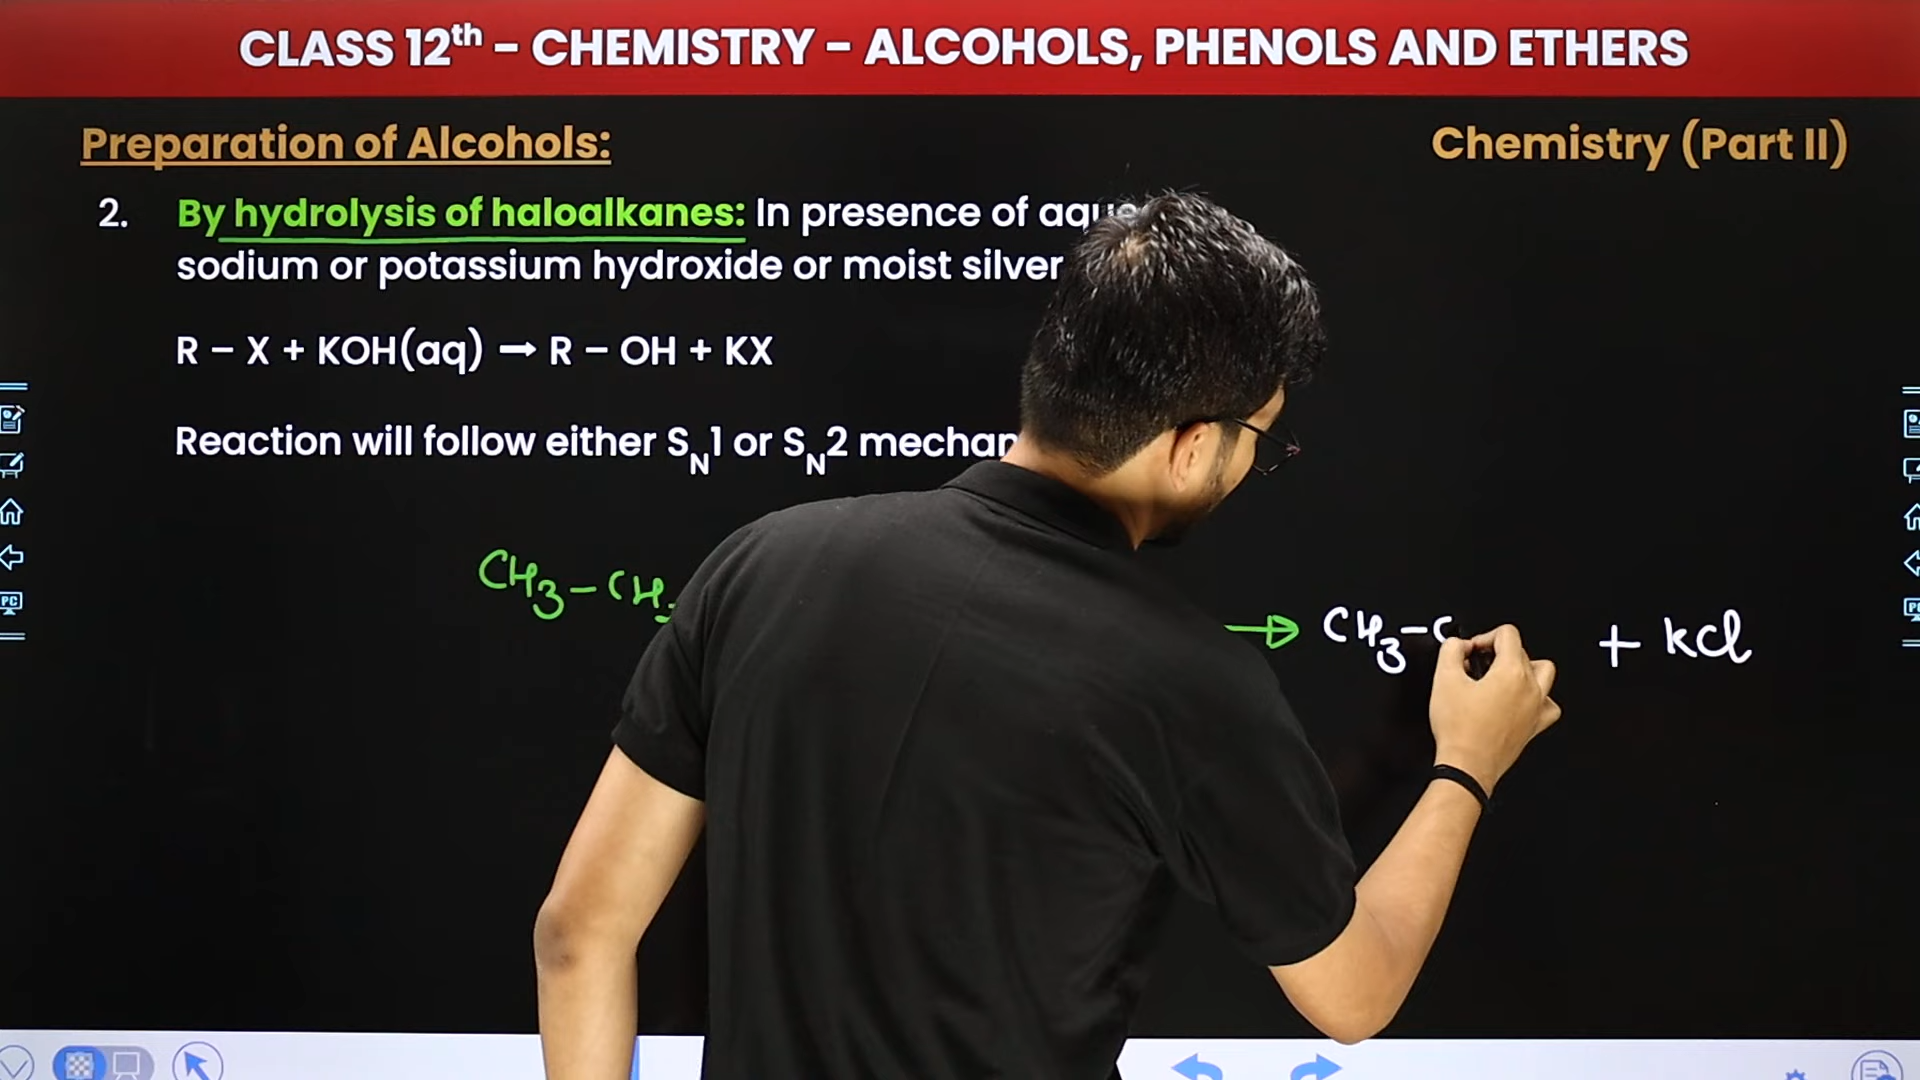 CLASS 12th - CHEMISTRY - ALCOHOLS, PHENOLS AND ETHERS
Preparation of Alcohols:
Chemistry (Part II)
2. By hydrolysis of haloalkanes: In presence of
sodium or potassium hydroxide or moist silver
R – X + KOH(aq) → R – OH + KX
Reaction will follow either SN1 or SN2
CH3-CH → CH3-C + KCl
PC